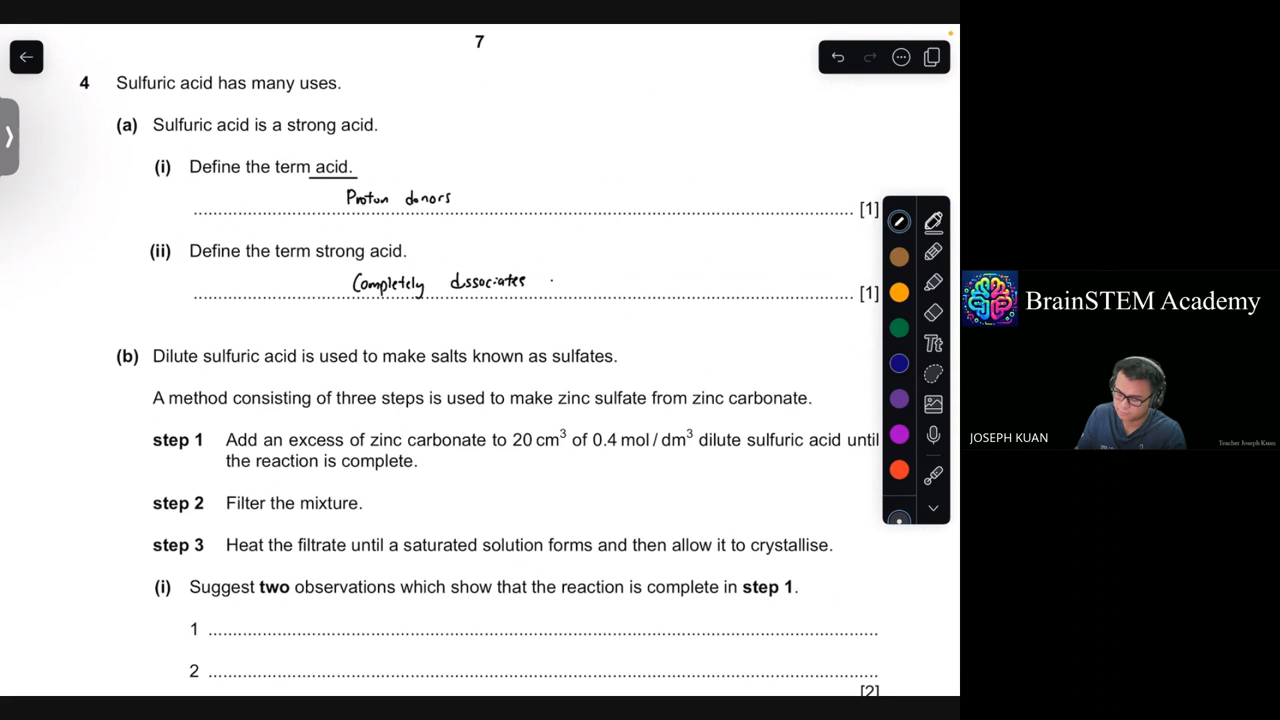 7
4 Sulfuric acid has many uses.
(a) Sulfuric acid is a strong acid.
(i) Define the term acid.
Proton donors
.......................................................................................................................................... [1]
(ii) Define the term strong acid.
Completely dissociates
.......................................................................................................................................... [1]
(b) Dilute sulfuric acid is used to make salts known as sulfates.
A method consisting of three steps is used to make zinc sulfate from zinc carbonate.
step 1 Add an excess of zinc carbonate to 20 cm³ of 0.4 mol / dm³ dilute sulfuric acid until
the reaction is complete.
step 2 Filter the mixture.
step 3 Heat the filtrate until a saturated solution forms and then allow it to crystallise.
(i) Suggest two observations which show that the reaction is complete in step 1.
1 ..........................................................................................................................................
2 ..........................................................................................................................................
[2]
Tt
BrainSTEM Academy
JOSEPH KUAN
Teacher Joseph Kuan